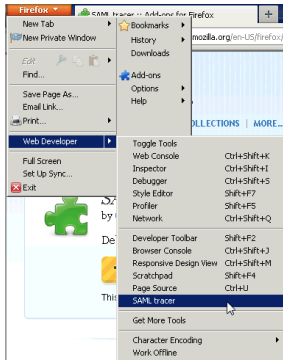 Firefox
SAML tracer :: Add-ons for Firefox
+
New Tab
New Private Window
Edit
Find...
Save Page As...
Email Link...
Print...
Web Developer
Full Screen
Set Up Sync...
Exit
Bookmarks
History
Downloads
Add-ons
Options
Help
mozilla.org/en-US/firefox/
OLLECTIONS | MORE...
by
De
This
Toggle Tools
Web Console Ctrl+Shift+K
Inspector Ctrl+Shift+I
Debugger Ctrl+Shift+S
Style Editor Shift+F7
Profiler Shift+F5
Network Ctrl+Shift+Q
Developer Toolbar Shift+F2
Browser Console Ctrl+Shift+J
Responsive Design View Ctrl+Shift+M
Scratchpad Shift+F4
Page Source Ctrl+U
SAML tracer
Get More Tools
Character Encoding
Work Offline